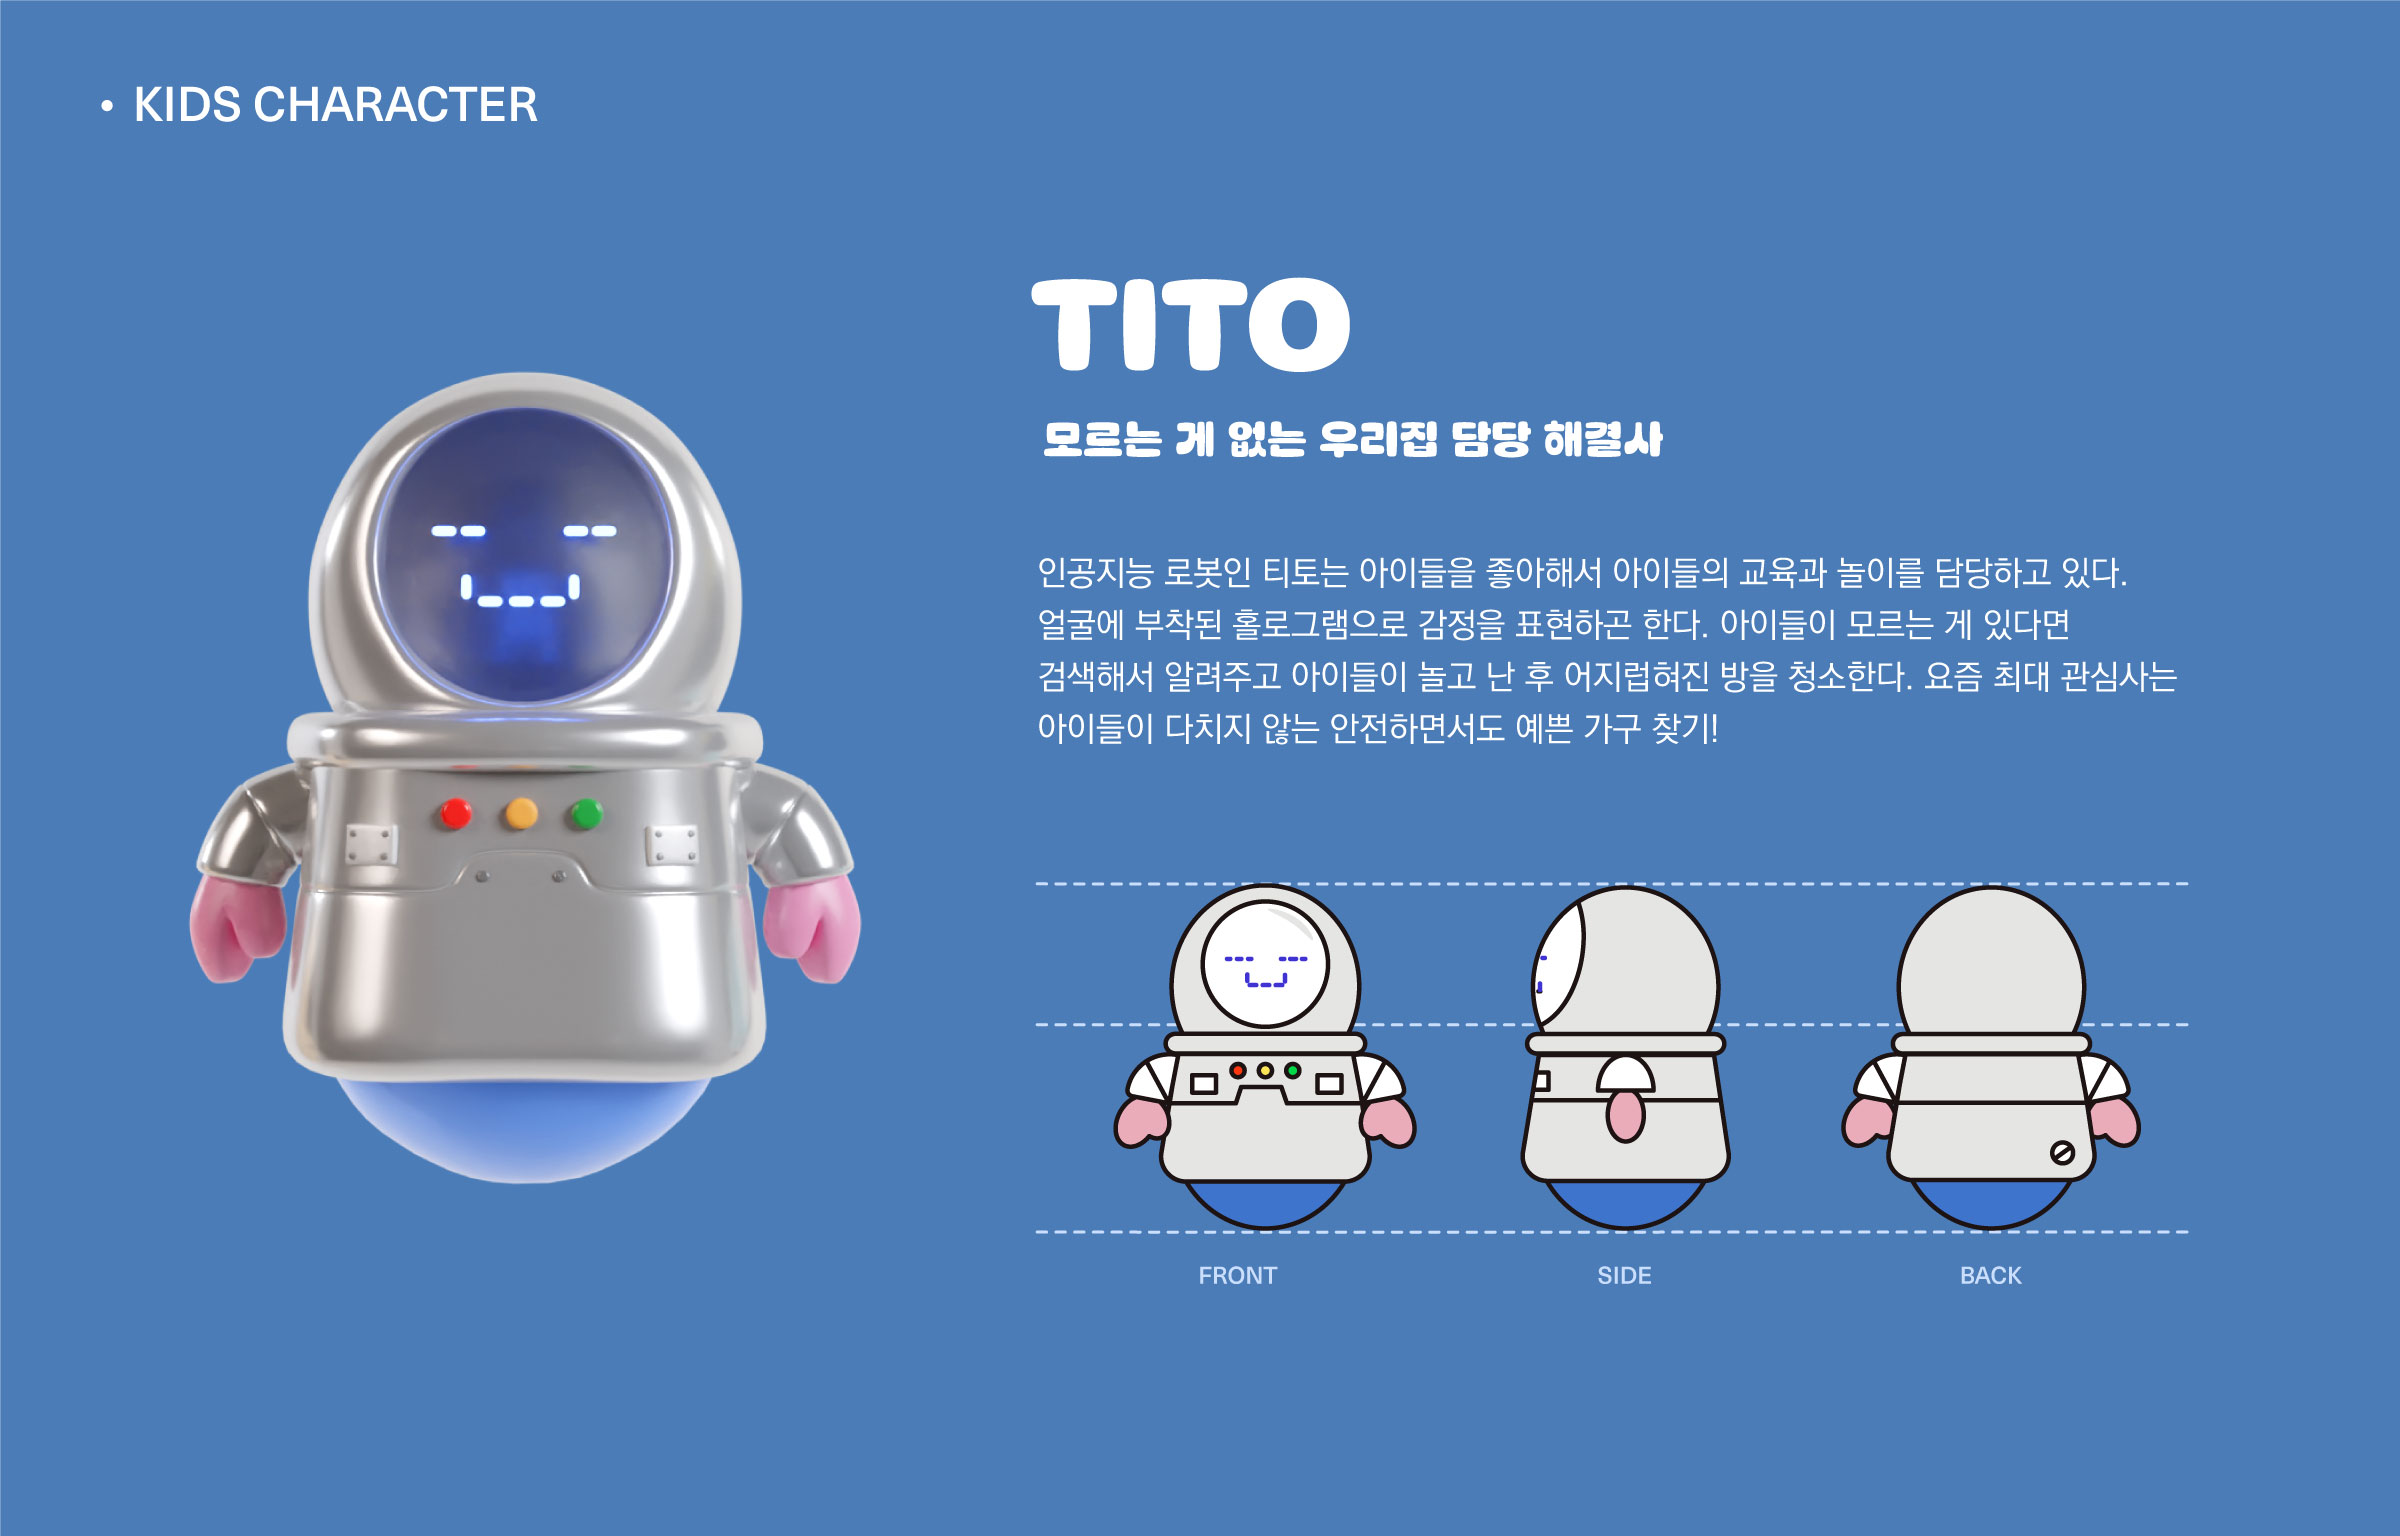 • KIDS CHARACTER
TITO
모르는 게 없는 우리집 담당 해결사
인공지능 로봇인 티토는 아이들을 좋아해서 아이들의 교육과 놀이를 담당하고 있다.
얼굴에 부착된 홀로그램으로 감정을 표현하곤 한다. 아이들이 모르는 게 있다면
검색해서 알려주고 아이들이 놀고 난 후 어지럽혀진 방을 청소한다. 요즘 최대 관심사는
아이들이 다치지 않는 안전하면서도 예쁜 가구 찾기!
FRONT
SIDE
BACK